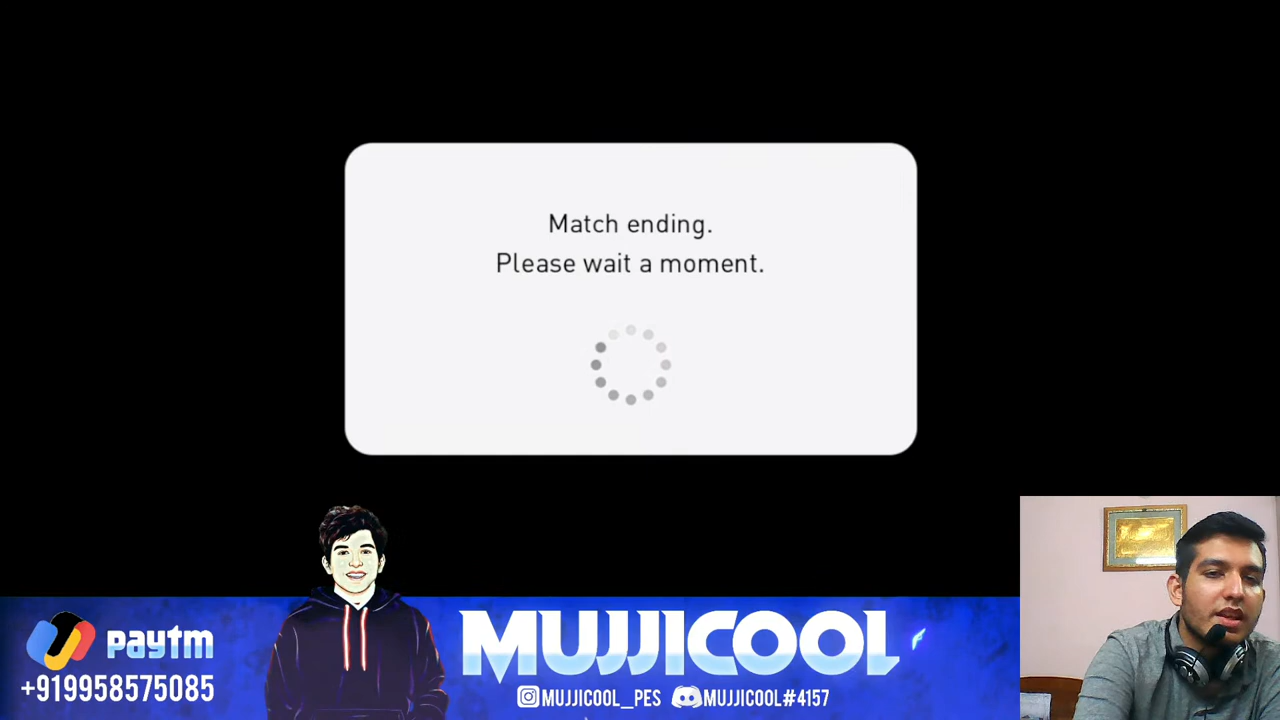 Match ending.
Please wait a moment.
paytm
+919958575085
MUJJICOOL
MUJJICOOL_PES
MUJJICOOL#4157